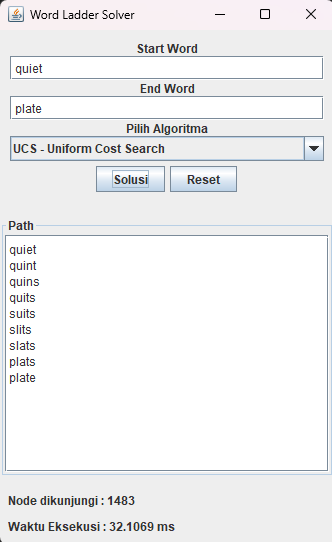 Word Ladder Solver
Start Word
quiet
End Word
plate
Pilih Algoritma
UCS - Uniform Cost Search
Solusi Reset
Path
quiet
quint
quins
quits
suits
slits
slats
plats
plate
Node dikunjungi : 1483
Waktu Eksekusi : 32.1069 ms